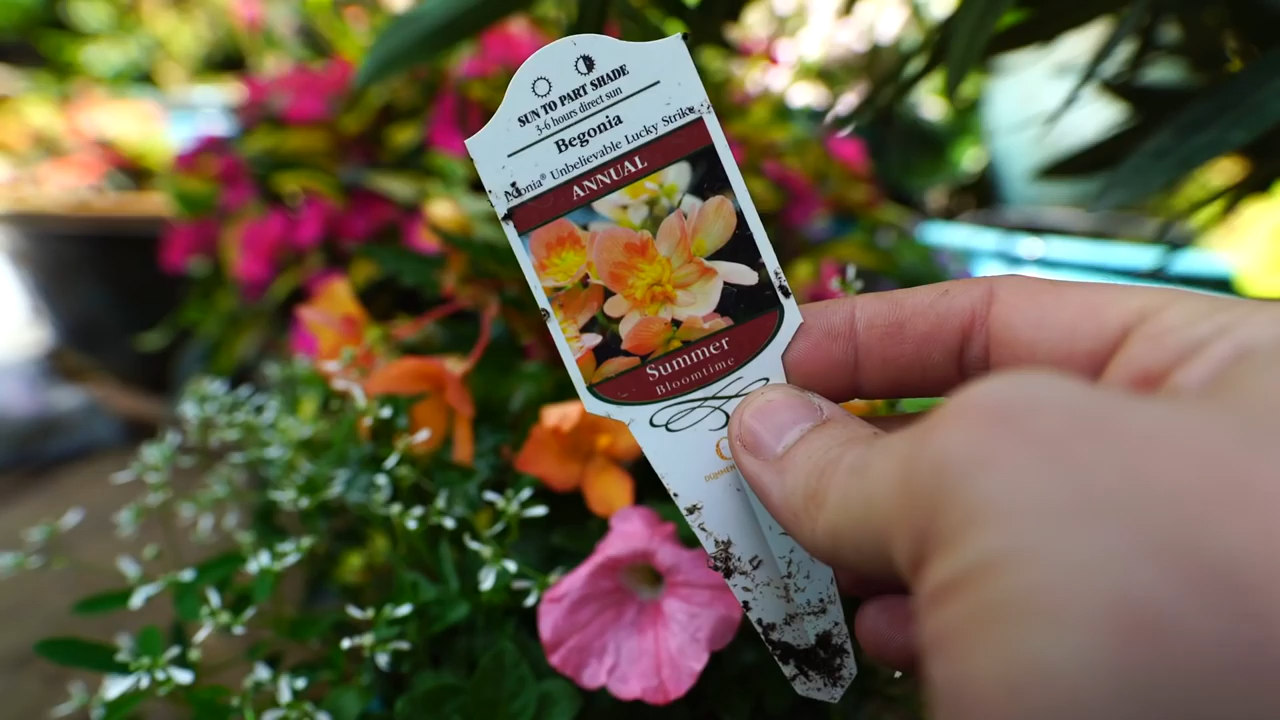 SUN TO PART SHADE
3-6 hours direct sun
Begonia
Unbelievable Lucky Strike
ANNUAL
Summer
Bloomtime